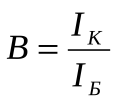 B = I_К / I_Б